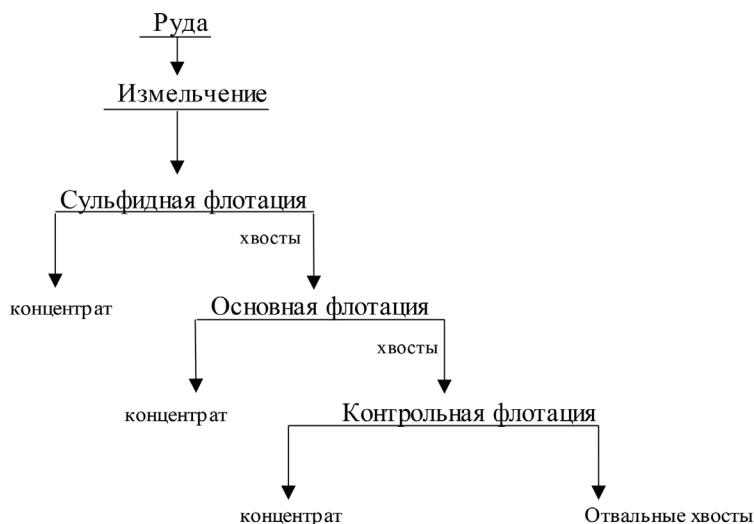 Руда
Измельчение
Сульфидная флотация
хвосты
концентрат
Основная флотация
хвосты
концентрат
Контрольная флотация
концентрат
Отвальные хвосты